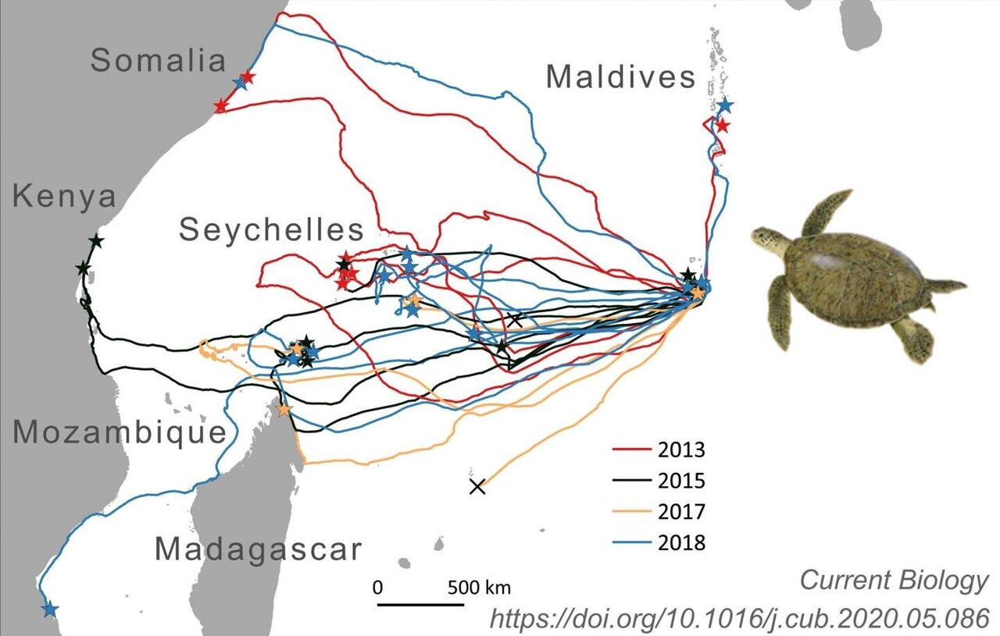 Somalia
Maldives
Kenya
Seychelles
Mozambique
2013
2015
2017
2018
Madagascar
0 500 km
Current Biology
https://doi.org/10.1016/j.cub.2020.05.086